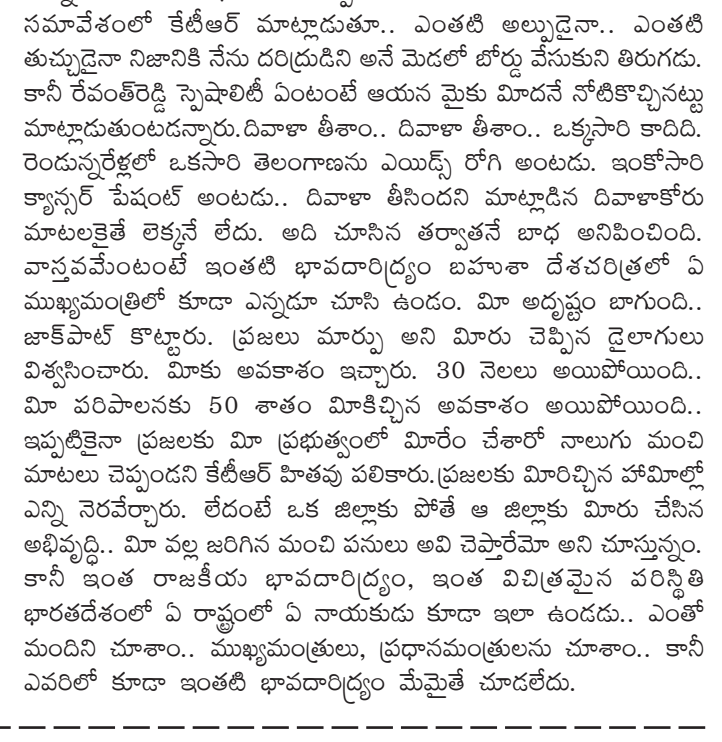 సమావేశంలో కేటీఆర్ మాట్లాడుతూ.. ఎంతటి అల్పుడైనా.. ఎంతటి
తుచ్ఛుడైనా నిజానికి నేను దరిద్రుడిని అనే మెడలో బోర్డు వేసుకుని తిరుగడు.
కానీ రేవంత్‌రెడ్డి స్పెషాలిటీ ఏంటంటే ఆయన మైకు మీదనే నోటికొచ్చినట్టు
మాట్లాడుతుంటడన్నారు.దివాళా తీశాం.. దివాళా తీశాం.. ఒక్కసారి కాదిది.
రెండున్నరేళ్లలో ఒకసారి తెలంగాణను ఎయిడ్స్ రోగి అంటడు. ఇంకోసారి
క్యాన్సర్ పేషంట్ అంటడు.. దివాళా తీసిందని మాట్లాడిన దివాళాకోరు
మాటలకైతే లెక్కనే లేదు. అది చూసిన తర్వాతనే బాధ అనిపించింది.
వాస్తవమేంటంటే ఇంతటి భావదారిద్ర్యం బహుశా దేశచరిత్రలో ఏ
ముఖ్యమంత్రిలో కూడా ఎన్నడూ చూసి ఉండం. మీ అదృష్టం బాగుంది..
జాక్‌పాట్ కొట్టారు. ప్రజలు మార్పు అని మీరు చెప్పిన డైలాగులు
విశ్వసించారు. మీకు అవకాశం ఇచ్చారు. 30 నెలలు అయిపోయింది..
మీ పరిపాలనకు 50 శాతం మీకిచ్చిన అవకాశం అయిపోయింది..
ఇప్పటికైనా ప్రజలకు మీ ప్రభుత్వంలో మీరేం చేశారో నాలుగు మంచి
మాటలు చెప్పండని కేటీఆర్ హితవు పలికారు.ప్రజలకు మీరిచ్చిన హామీల్లో
ఎన్ని నెరవేర్చారు. లేదంటే ఒక జిల్లాకు పోతే ఆ జిల్లాకు మీరు చేసిన
అభివృద్ధి.. మీ వల్ల జరిగిన మంచి పనులు అవి చెప్తారేమో అని చూస్తున్నం.
కానీ ఇంత రాజకీయ భావదారిద్ర్యం, ఇంత విచిత్రమైన పరిస్థితి
భారతదేశంలో ఏ రాష్ట్రంలో ఏ నాయకుడు కూడా ఇలా ఉండడు.. ఎంతో
మందిని చూశాం.. ముఖ్యమంత్రులు, ప్రధానమంత్రులను చూశాం.. కానీ
ఎవరిలో కూడా ఇంతటి భావదారిద్ర్యం మేమైతే చూడలేదు.